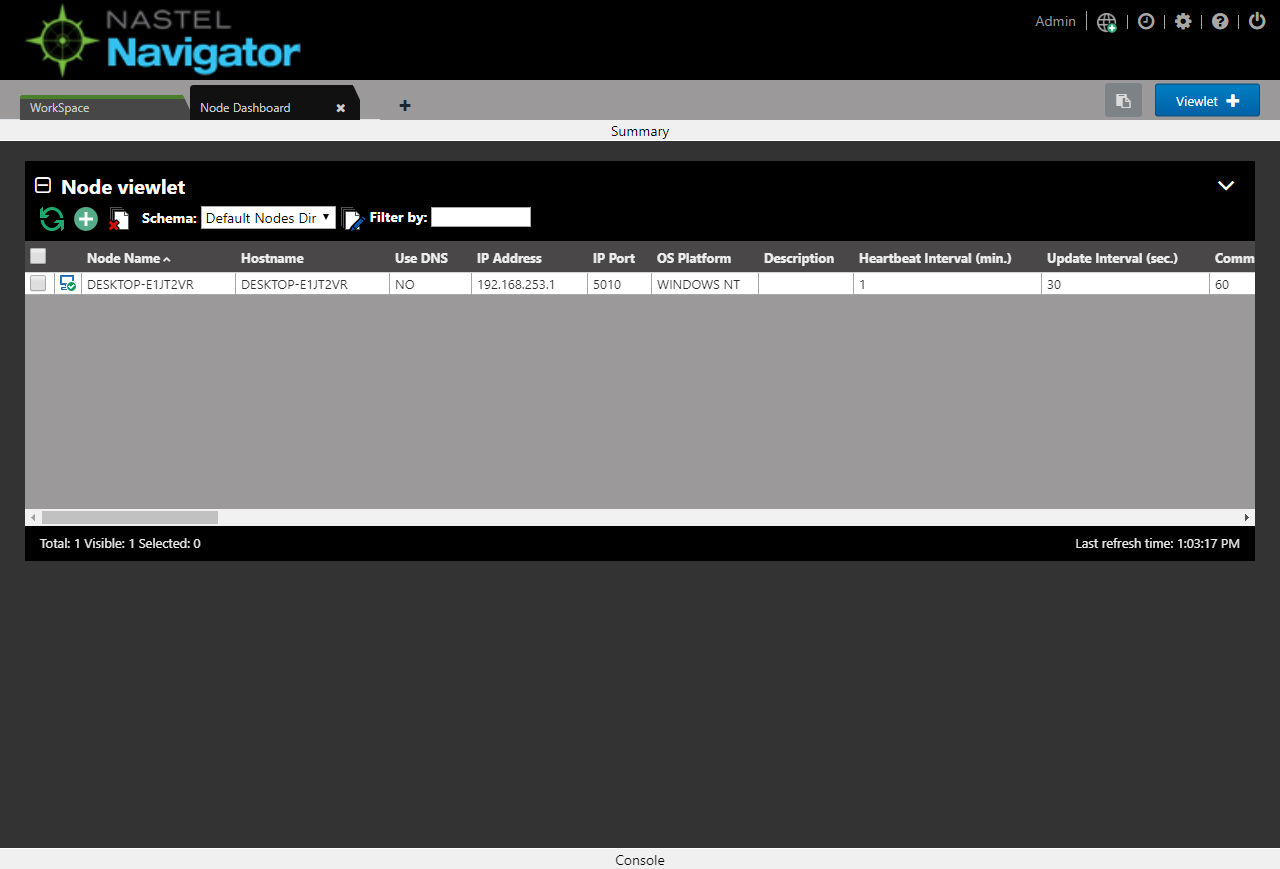 NASTEL
Navigator
Admin
WorkSpace
Node Dashboard
Viewlet
Summary
Node viewlet
Schema: Default Nodes Dir Filter by:
Node Name Hostname Use DNS IP Address IP Port OS Platform Description Heartbeat Interval (min.) Update Interval (sec.) Comm
DESKTOP-E1JT2VR DESKTOP-E1JT2VR NO 192.168.253.1 5010 WINDOWS NT 1 30 60
Total: 1 Visible: 1 Selected: 0 Last refresh time: 1:03:17 PM
Console